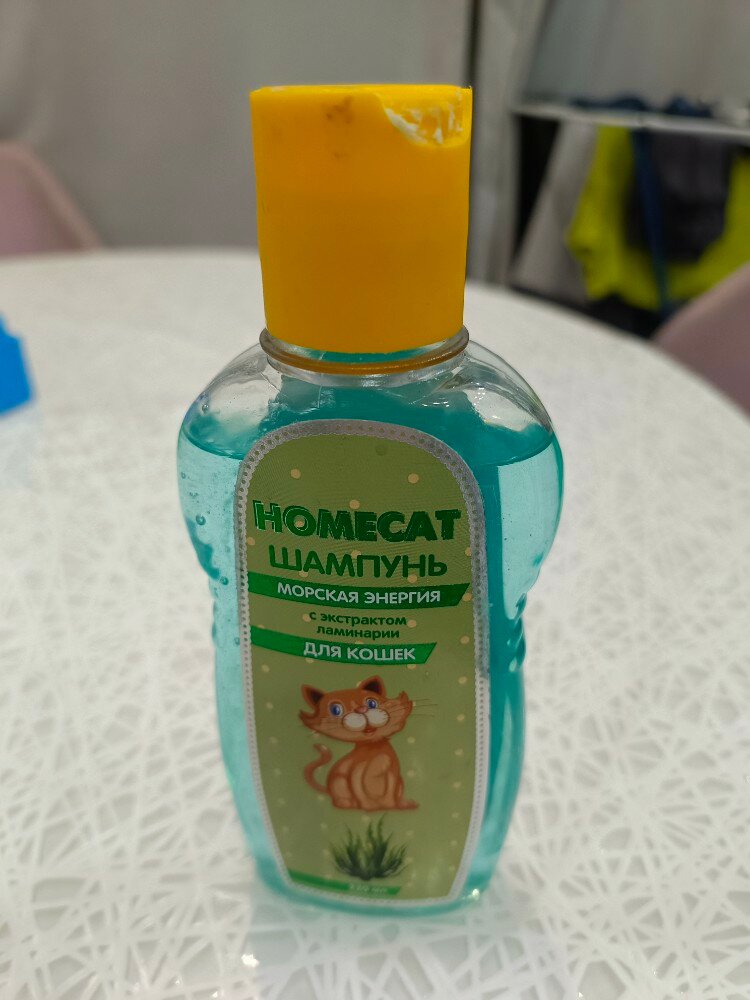 HOMECAT
ШАМПУНЬ
МОРСКАЯ ЭНЕРГИЯ
с экстрактом
ламинарии
ДЛЯ КОШЕК